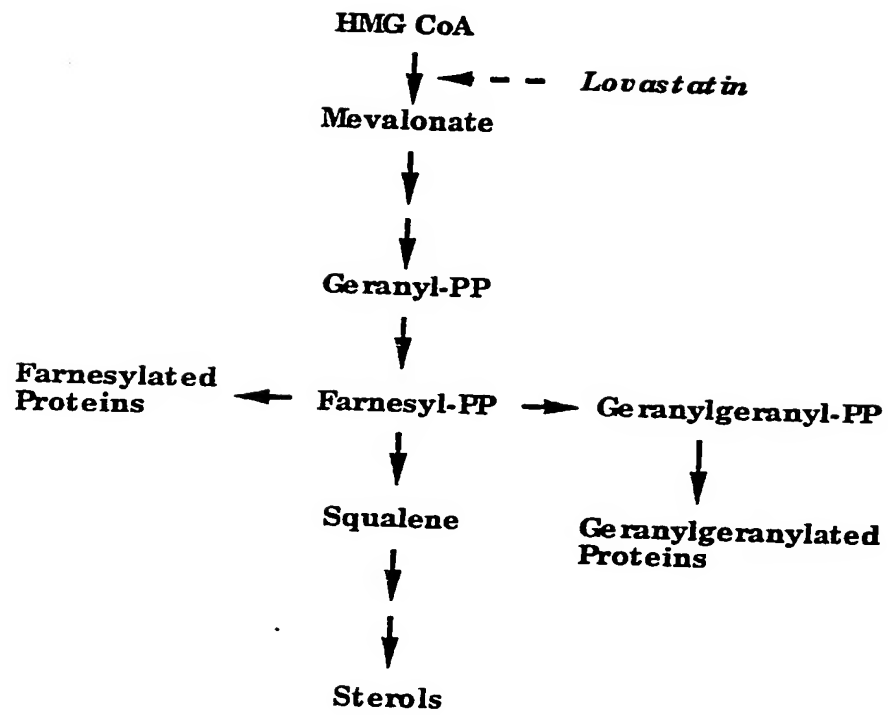 HMG CoA
Lovastatin
Mevalonate
Geranyl-PP
Farnesylated
Proteins
Farnesyl-PP
Geranylgeranyl-PP
Squalene
Geranylgeranylated
Proteins
Sterols